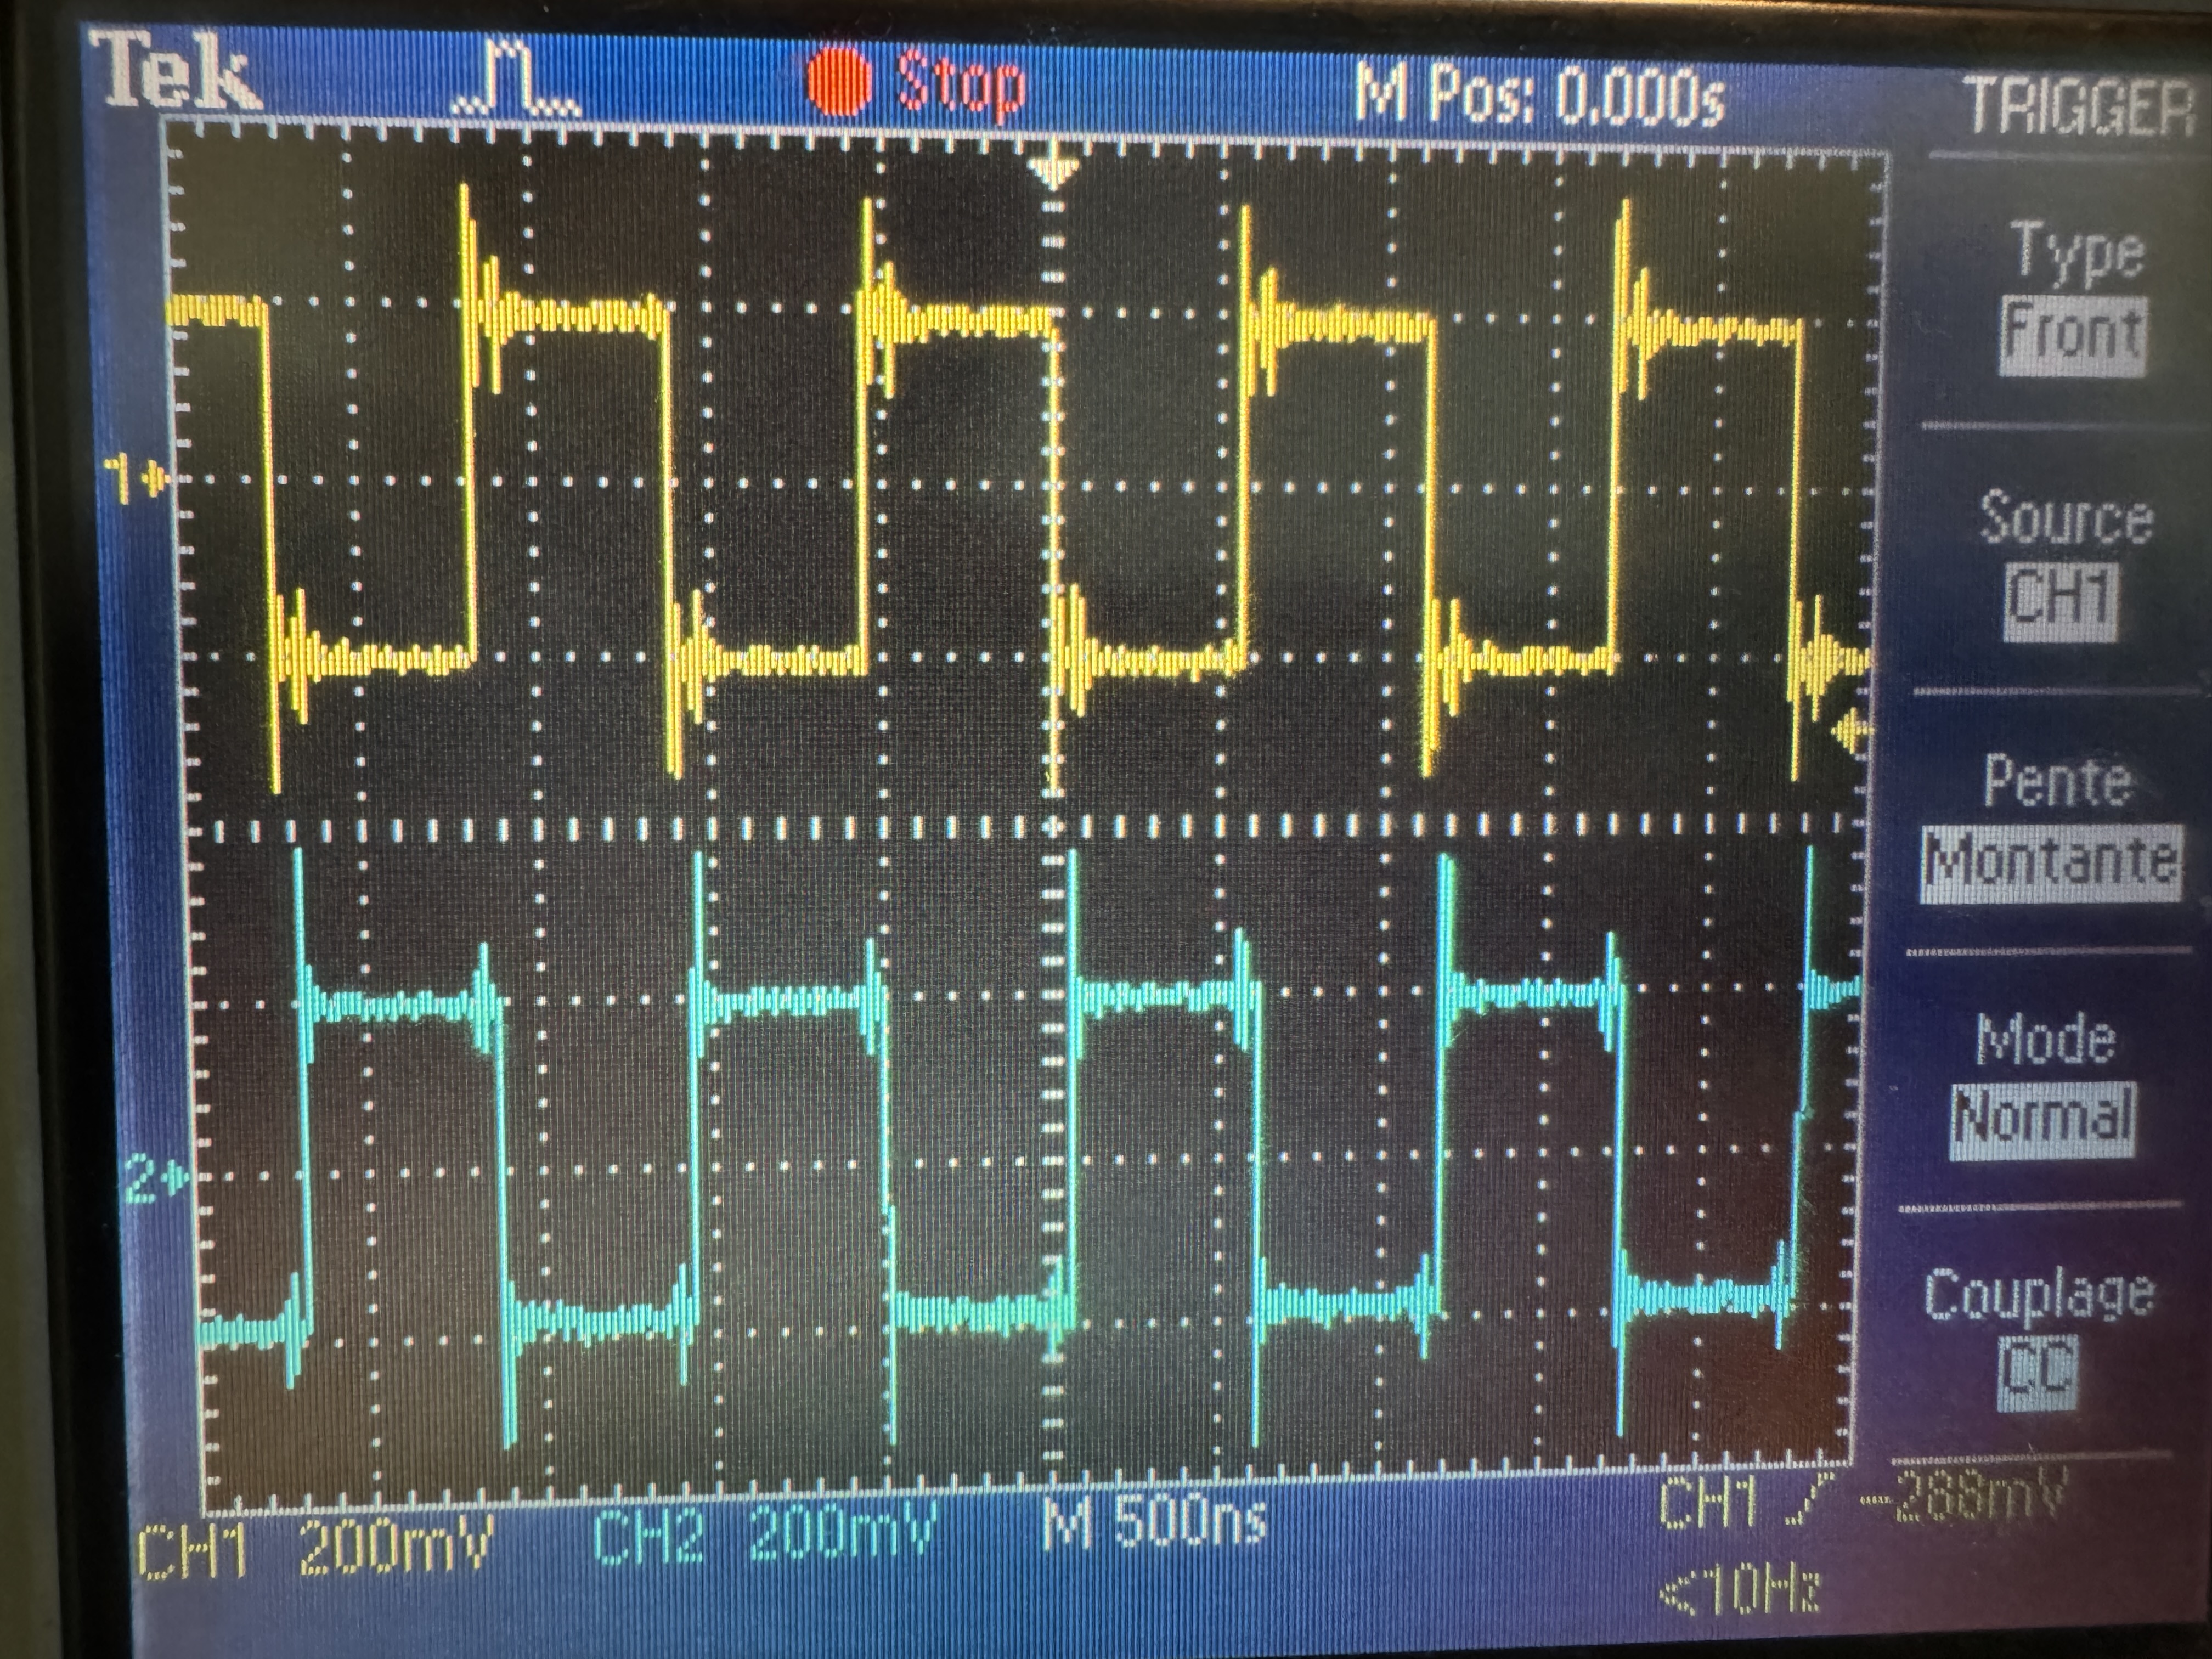 Tek Stop M Pos: 0.000s TRIGGER
Type
Front
1
Source
CH1
Pente
Montante
Mode
Normal
2
Couplage
CC
CH1 200mV CH2 200mV M 500ns CH1 -288mV
<10Hz